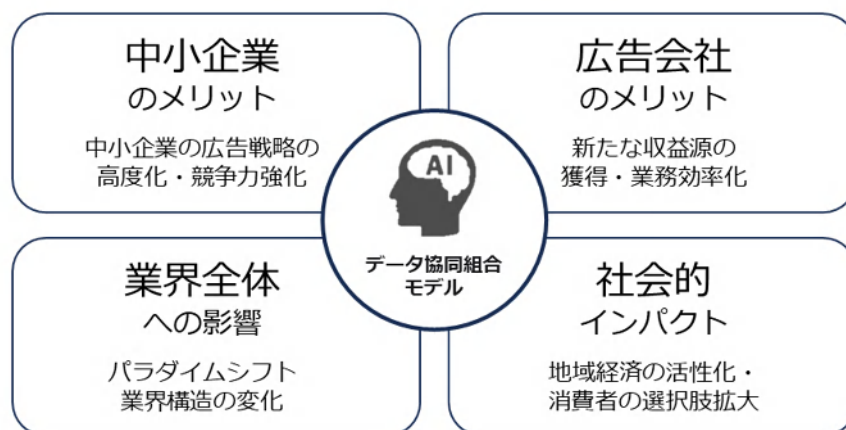 中小企業
のメリット
中小企業の広告戦略の
高度化・競争力強化
広告会社
のメリット
新たな収益源の
獲得・業務効率化
AI
データ協同組合
モデル
業界全体
への影響
パラダイムシフト
業界構造の変化
社会的
インパクト
地域経済の活性化・
消費者の選択肢拡大